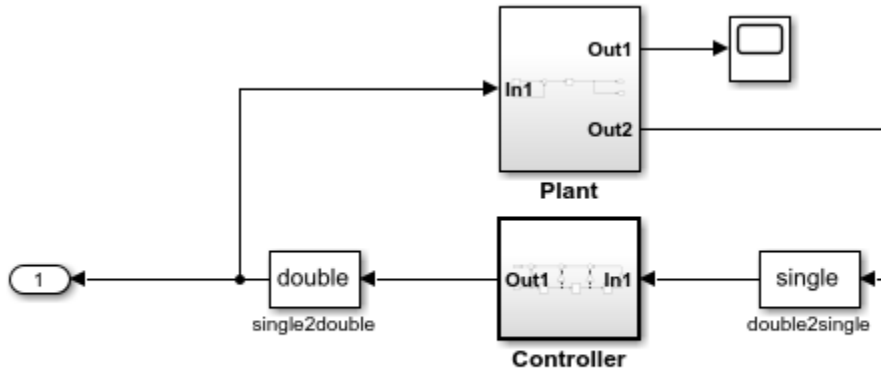 Out1
In1
Out2
Plant
1
double
single2double
Out1
In1
Controller
single
double2single